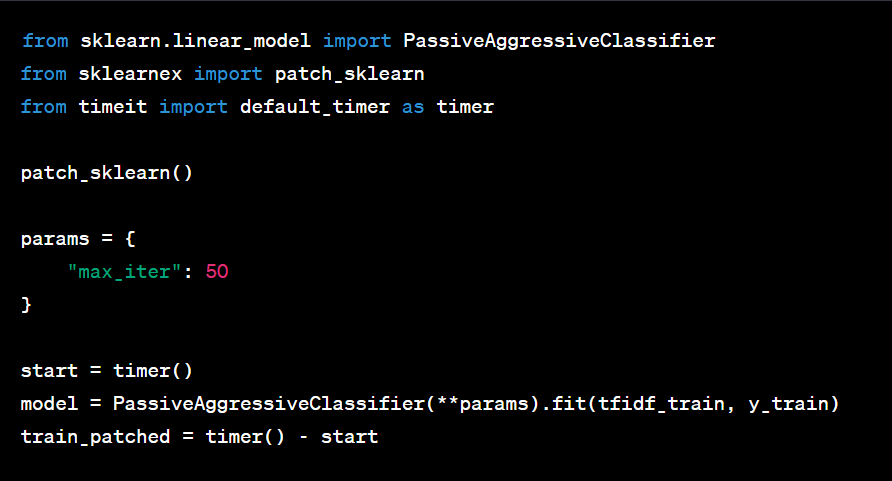 from sklearn.linear_model import PassiveAggressiveClassifier
from sklearnex import patch_sklearn
from timeit import default_timer as timer
patch_sklearn()
params = {
    "max_iter": 50
}
start = timer()
model = PassiveAggressiveClassifier(**params).fit(tfidf_train, y_train)
train_patched = timer() - start